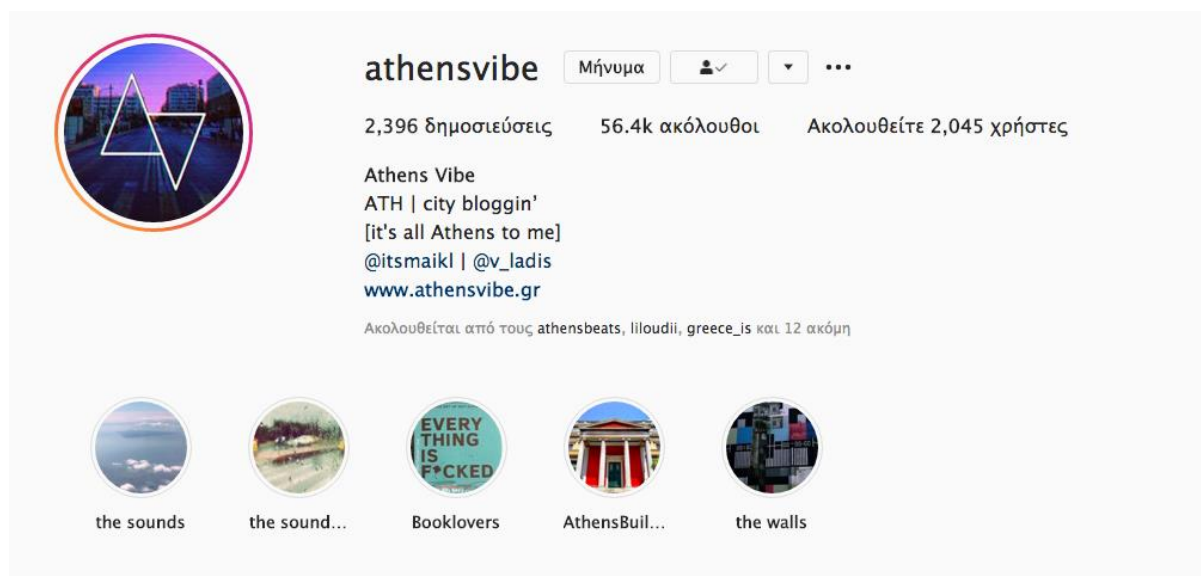 athensvibe Μήνυμα
2,396 δημοσιεύσεις 56.4k ακόλουθοι Ακολουθείτε 2,045 χρήστες
Athens Vibe
ATH | city bloggin’
[it's all Athens to me]
@itsmaikl | @v_ladis
www.athensvibe.gr
Ακολουθείται από τους athensbeats, liloudii, greece_is και 12 ακόμη
EVERY
THING
IS
F*CKED
the sounds the sound... Booklovers AthensBuil... the walls